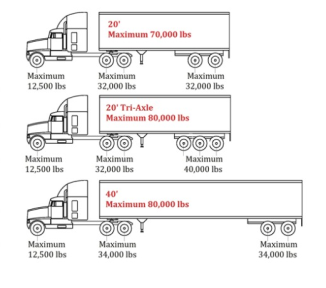 20'
Maximum 70,000 lbs
Maximum Maximum Maximum
12,500 lbs 32,000 lbs 32,000 lbs
20' Tri-Axle
Maximum 80,000 lbs
Maximum Maximum Maximum
12,500 lbs 32,000 lbs 40,000 lbs
40'
Maximum 80,000 lbs
Maximum Maximum Maximum
12,500 lbs 34,000 lbs 34,000 lbs